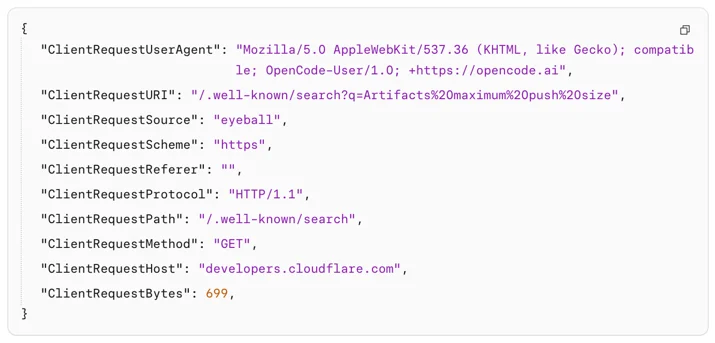 {
"ClientRequestUserAgent": "Mozilla/5.0 AppleWebKit/537.36 (KHTML, like Gecko); compatib
le; OpenCode-User/1.0; +https://opencode.ai",
"ClientRequestURI": "/.well-known/search?q=Artifacts%20maximum%20push%20size",
"ClientRequestSource": "eyeball",
"ClientRequestScheme": "https",
"ClientRequestReferer": "",
"ClientRequestProtocol": "HTTP/1.1",
"ClientRequestPath": "/.well-known/search",
"ClientRequestMethod": "GET",
"ClientRequestHost": "developers.cloudflare.com",
"ClientRequestBytes": 699,
}